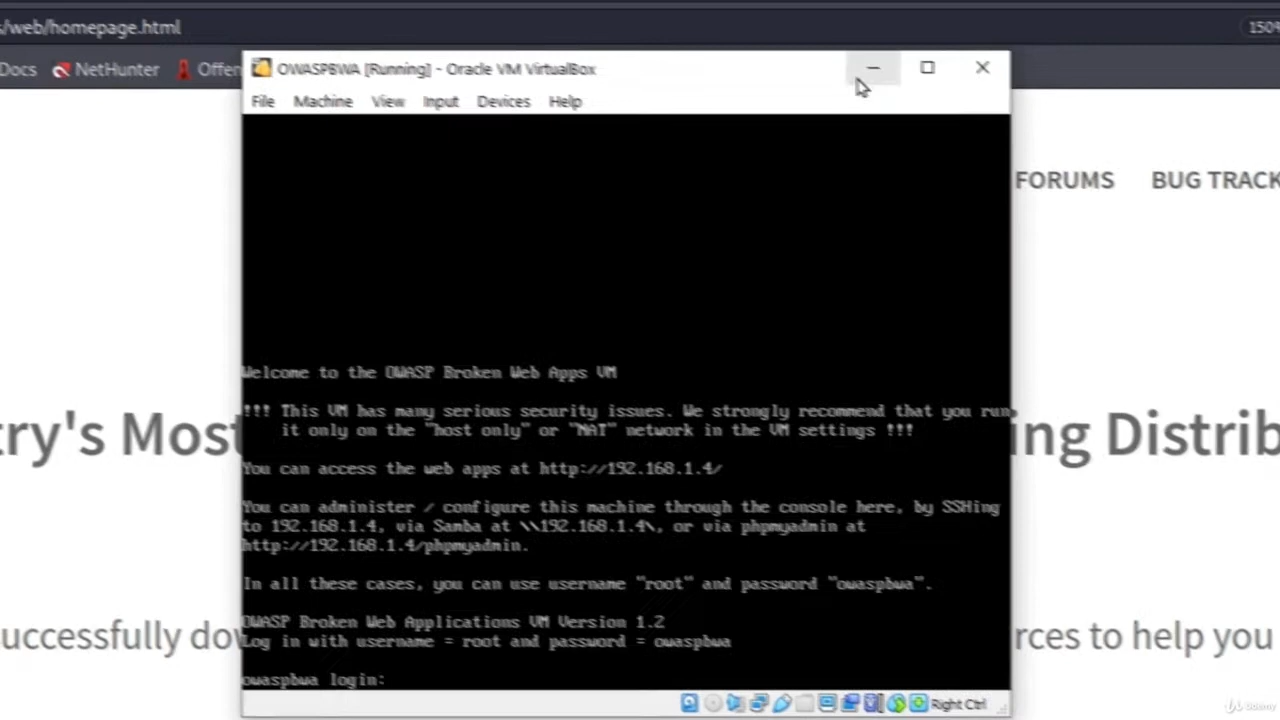 s/web/homepage.html
150%
Docs NetHunter Offen
OWASPBWA [Running] - Oracle VM VirtualBox
File Machine View Input Devices Help
FORUMS BUG TRACK
Welcome to the OWASP Broken Web Apps VM
!!! This VM has many serious security issues. We strongly recommend that you run
it only on the "host only" or "NAT" network in the VM settings !!!
try's Most
ing Distrib
You can access the web apps at http://192.168.1.4/
You can administer / configure this machine through the console here, by SSHing
to 192.168.1.4, via Samba at \\192.168.1.4\, or via phpmyadmin at
http://192.168.1.4/phpmyadmin.
In all these cases, you can use username "root" and password "owaspbwa".
OWASP Broken Web Applications VM Version 1.2
Log in with username = root and password = owaspbwa
uccessfully dow
rces to help you
owaspbwa login:
Right Ctrl
Udemy